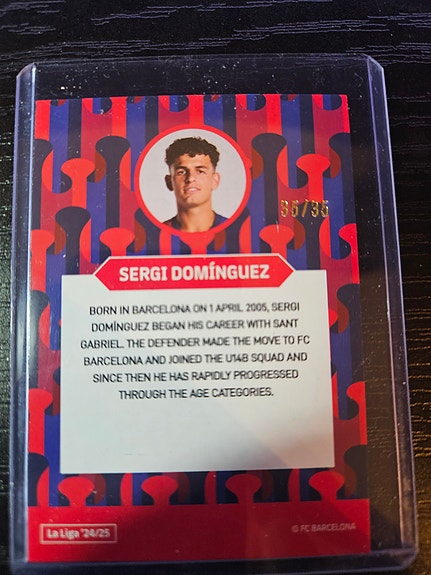 35/35
SERGI DOMÍNGUEZ
BORN IN BARCELONA ON 1 APRIL 2005, SERGI
DOMÍNGUEZ BEGAN HIS CAREER WITH SANT
GABRIEL. THE DEFENDER MADE THE MOVE TO FC
BARCELONA AND JOINED THE U14B SQUAD AND
SINCE THEN HE HAS RAPIDLY PROGRESSED
THROUGH THE AGE CATEGORIES.
La Liga '24/25
© FC BARCELONA